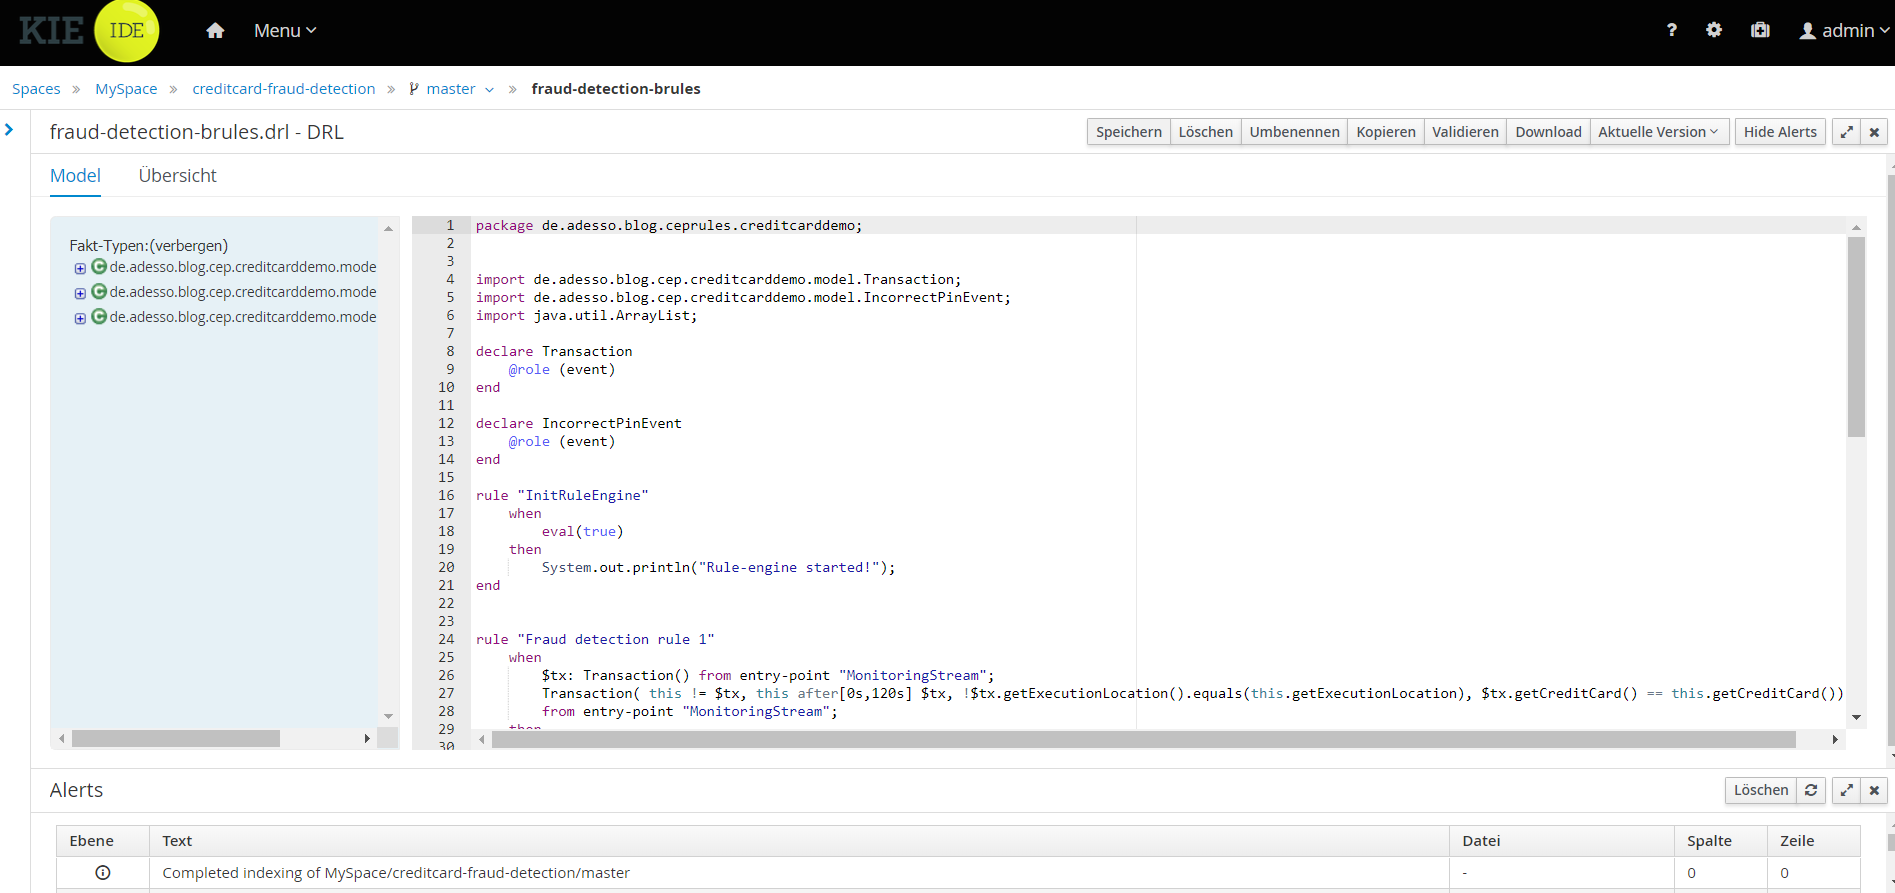 KIE IDE Menu ? admin
Spaces » MySpace » creditcard-fraud-detection » master » fraud-detection-brules
fraud-detection-brules.drl - DRL
Speichern Löschen Umbenennen Kopieren Validieren Download Aktuelle Version Hide Alerts
Model Übersicht
Fakt-Typen:(verbergen)
de.adesso.blog.cep.creditcarddemo.mode
de.adesso.blog.cep.creditcarddemo.mode
de.adesso.blog.cep.creditcarddemo.mode
1 package de.adesso.blog.ceprules.creditcarddemo;
2
3
4 import de.adesso.blog.cep.creditcarddemo.model.Transaction;
5 import de.adesso.blog.cep.creditcarddemo.model.IncorrectPinEvent;
6 import java.util.ArrayList;
7
8 declare Transaction
9 @role (event)
10 end
11
12 declare IncorrectPinEvent
13 @role (event)
14 end
15
16 rule "InitRuleEngine"
17 when
18 eval(true)
19 then
20 System.out.println("Rule-engine started!");
21 end
22
23
24 rule "Fraud detection rule 1"
25 when
26 $tx: Transaction() from entry-point "MonitoringStream";
27 Transaction( this != $tx, this after[0s,120s] $tx, !$tx.getExecutionLocation().equals(this.getExecutionLocation), $tx.getCreditCard() == this.getCreditCard())
28 from entry-point "MonitoringStream";
29 then
30
Alerts
Löschen
Ebene Text Datei Spalte Zeile
Completed indexing of MySpace/creditcard-fraud-detection/master - 0 0